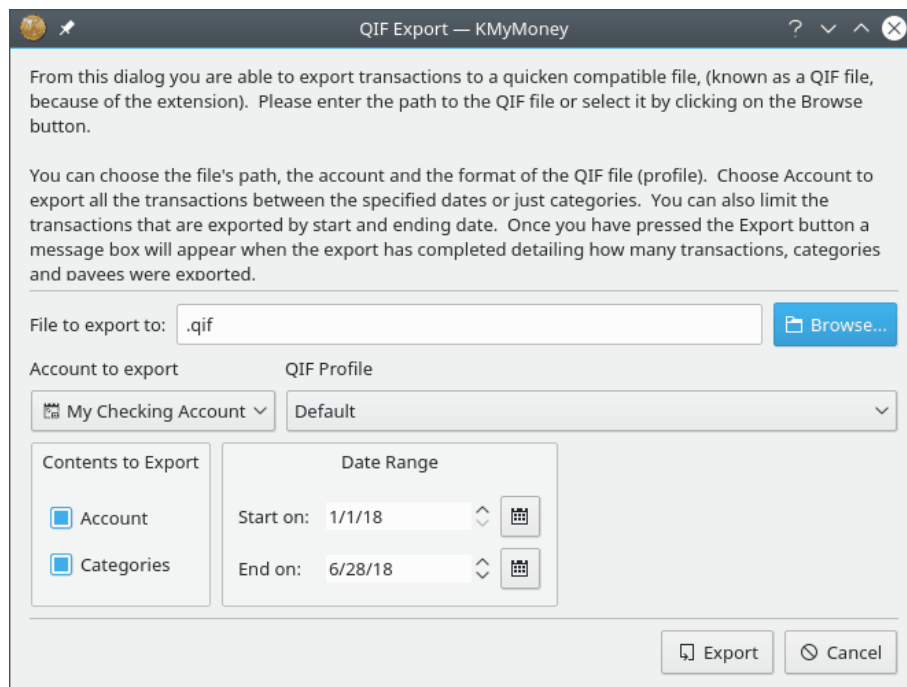 QIF Export — KMyMoney
From this dialog you are able to export transactions to a quicken compatible file, (known as a QIF file,
because of the extension).  Please enter the path to the QIF file or select it by clicking on the Browse
button.
You can choose the file's path, the account and the format of the QIF file (profile).  Choose Account to
export all the transactions between the specified dates or just categories.  You can also limit the
transactions that are exported by start and ending date.  Once you have pressed the Export button a
message box will appear when the export has completed detailing how many transactions, categories
and payees were exported.
File to export to: .qif Browse...
Account to export QIF Profile
My Checking Account Default
Contents to Export Date Range
Account Start on: 1/1/18
Categories End on: 6/28/18
Export Cancel